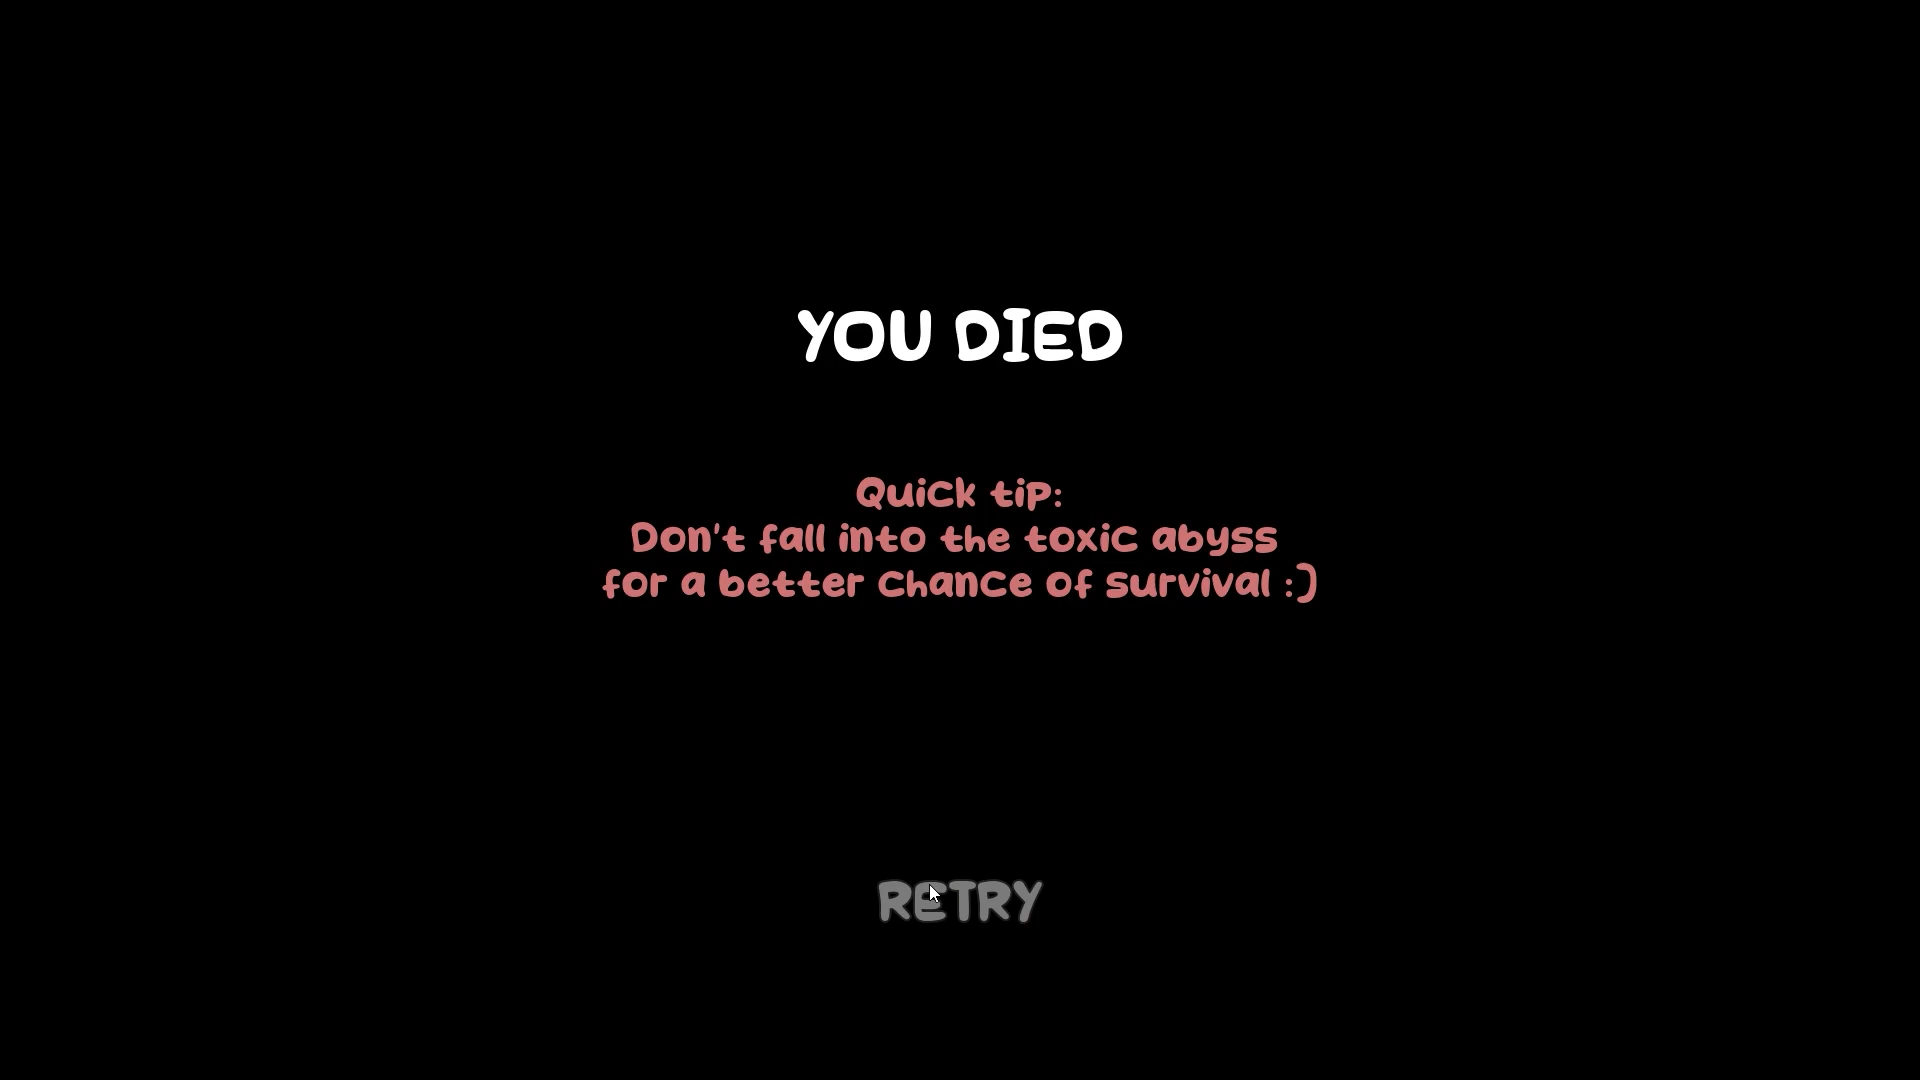 YOU DIED
Quick tip:
Don't fall into the toxic abyss
for a better chance of survival :)
RETRY